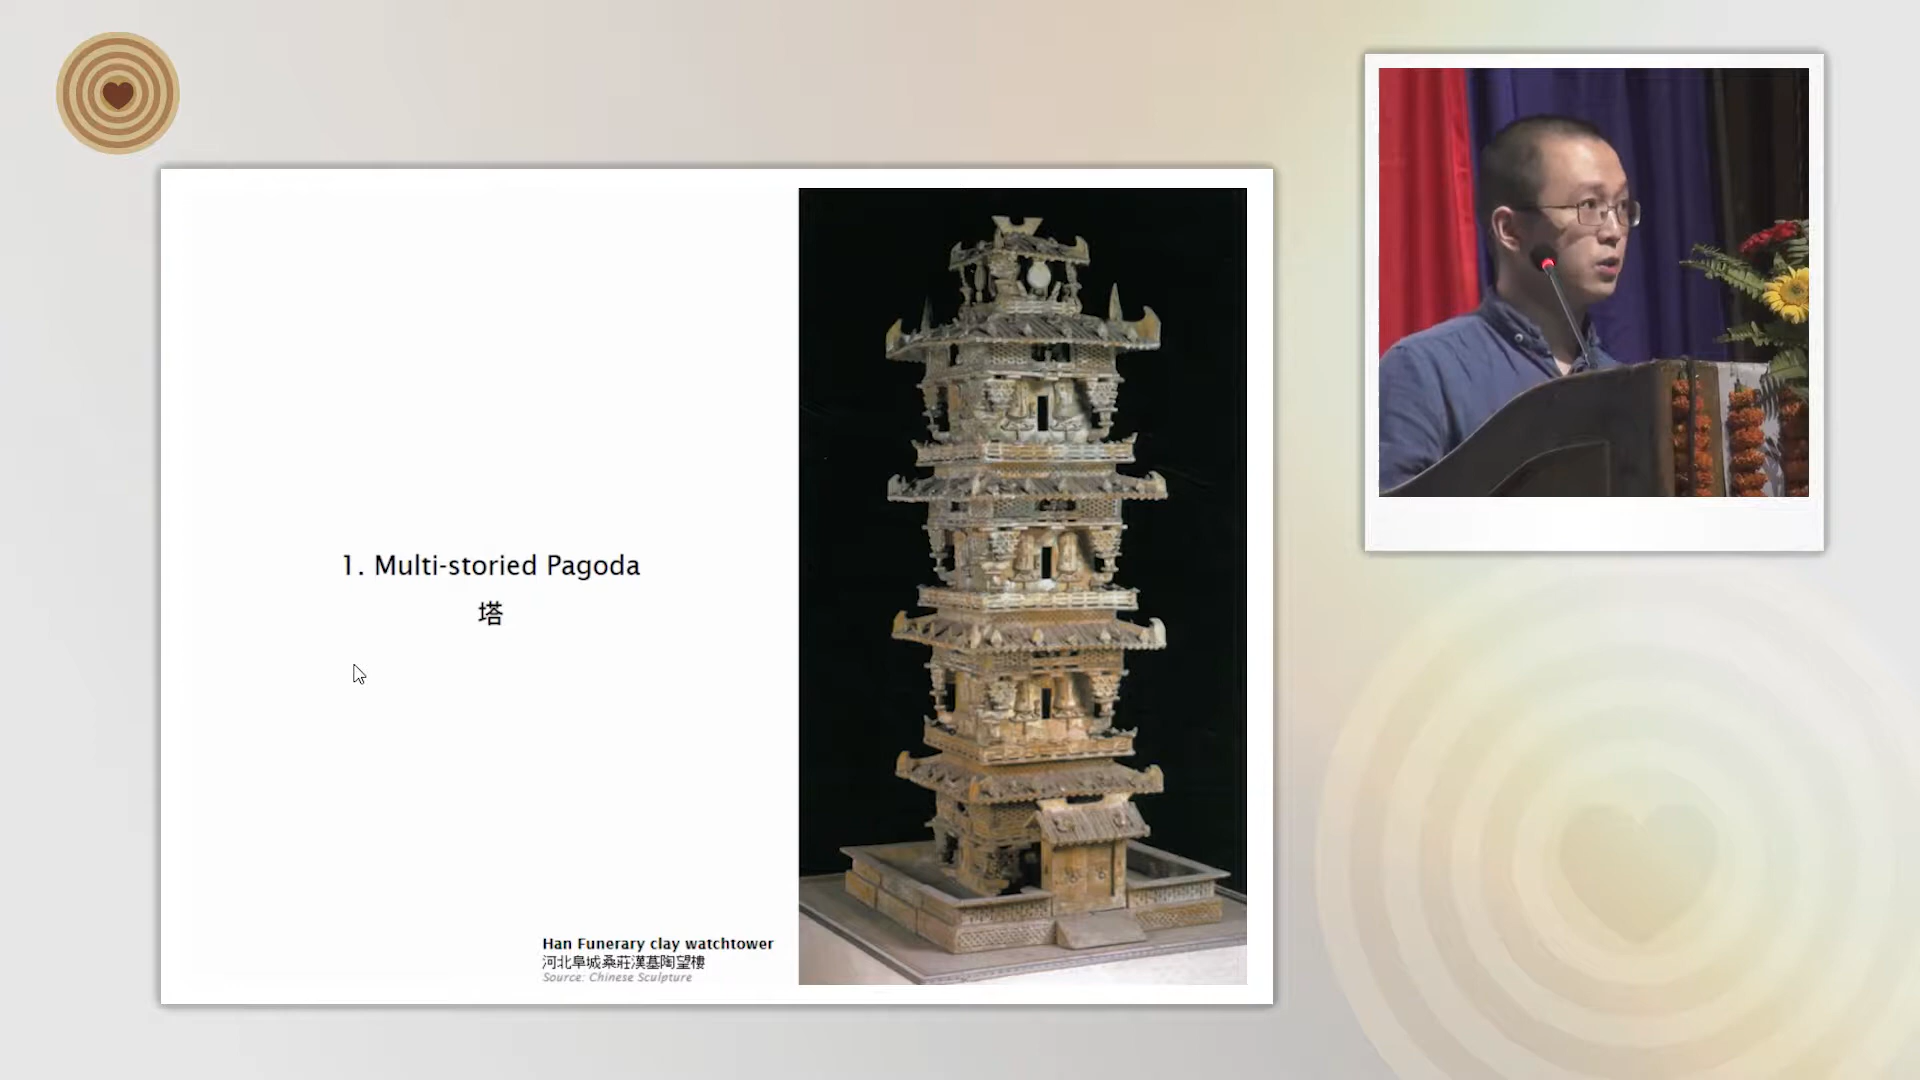 1. Multi-storied Pagoda
塔
Han Funerary clay watchtower
河北阜城桑莊漢墓陶望樓
Source: Chinese Sculpture